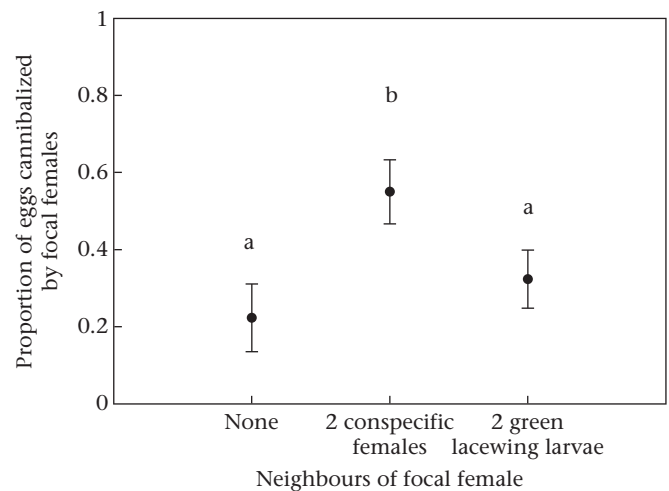 Proportion of eggs cannibalized
by focal females
1
0.8
0.6
0.4
0.2
0
a
b
a
None
2 conspecific
females
2 green
lacewing larvae
Neighbours of focal female